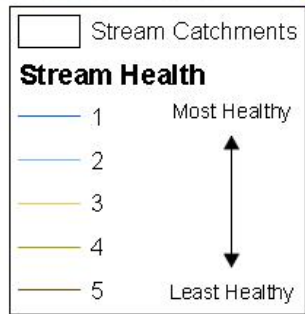 Stream Catchments
Stream Health
1 Most Healthy
2
3
4
5 Least Healthy